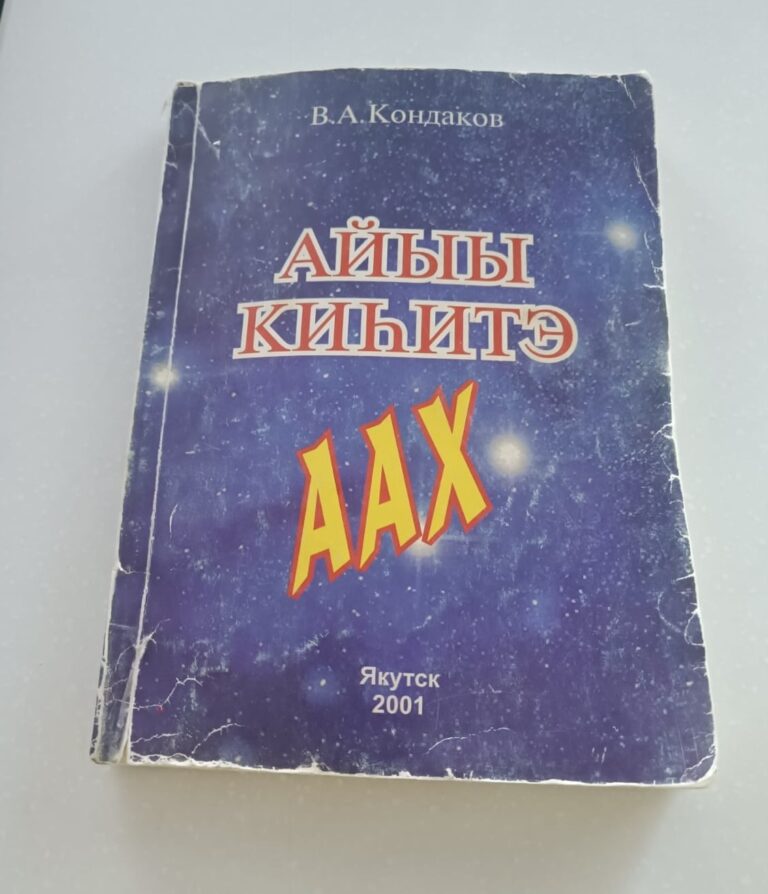 В.А.Кондаков
АЙЫЫ
КИҺИТЭ
ААХ
Якутск
2001